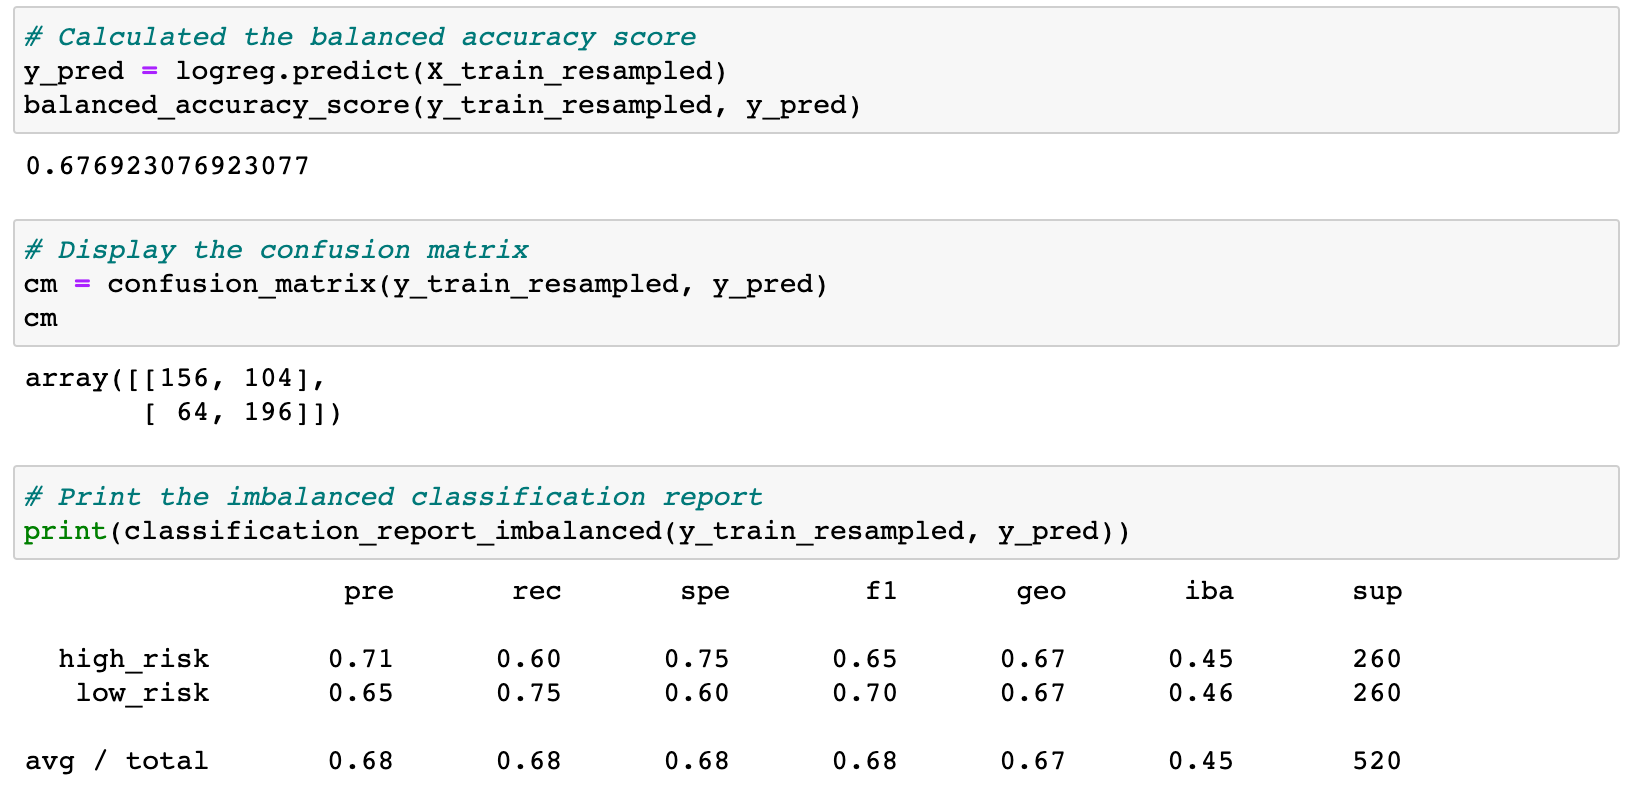 # Calculated the balanced accuracy score
y_pred = logreg.predict(X_train_resampled)
balanced_accuracy_score(y_train_resampled, y_pred)
0.676923076923077
# Display the confusion matrix
cm = confusion_matrix(y_train_resampled, y_pred)
cm
array([[156, 104],
       [ 64, 196]])
# Print the imbalanced classification report
print(classification_report_imbalanced(y_train_resampled, y_pred))
                   pre       rec       spe        f1       geo       iba       sup
  high_risk       0.71      0.60      0.75      0.65      0.67      0.45       260
   low_risk       0.65      0.75      0.60      0.70      0.67      0.46       260
avg / total       0.68      0.68      0.68      0.68      0.67      0.45       520